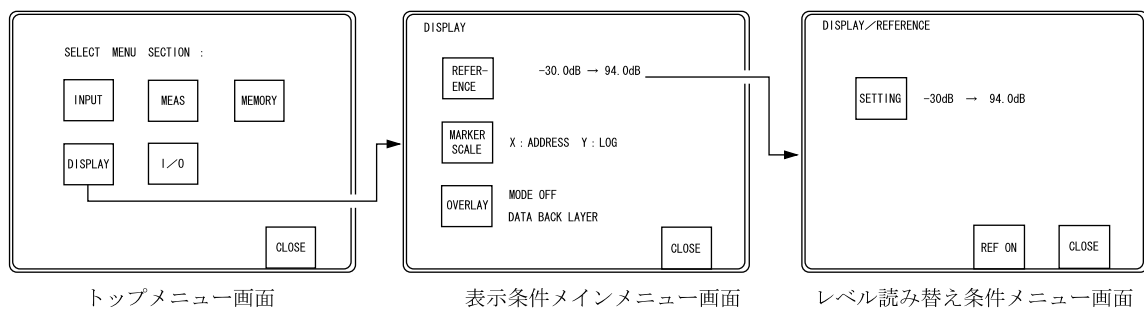 SELECT MENU SECTION :
INPUT
MEAS
MEMORY
DISPLAY
I／O
CLOSE
トップメニュー画面
DISPLAY
REFER-
ENCE
-30.0dB → 94.0dB
MARKER
SCALE
X : ADDRESS Y : LOG
OVERLAY
MODE OFF
DATA BACK LAYER
CLOSE
表示条件メインメニュー画面
DISPLAY／REFERENCE
SETTING
-30dB → 94.0dB
REF ON
CLOSE
レベル読み替え条件メニュー画面